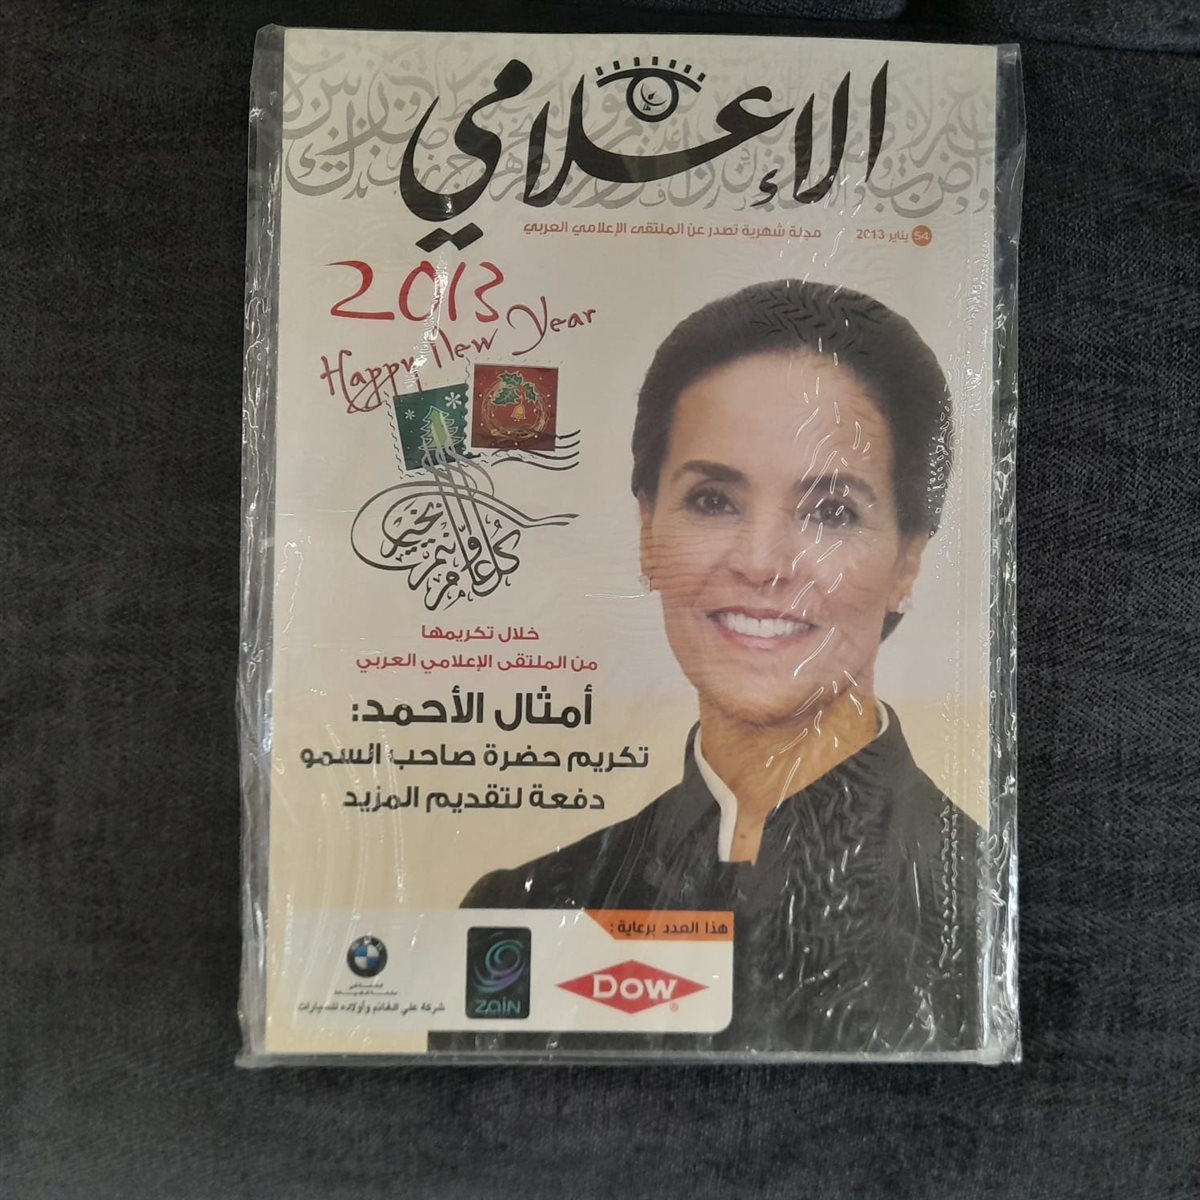 الإعلامي
54 يناير 2013 مجلة شهرية تصدر عن الملتقى الإعلامي العربي
2013
Happy New Year
كل عام وأنتم بخير
خلال تكريمها
من الملتقى الإعلامي العربي
أمثال الأحمد:
تكريم حضرة صاحب السمو
دفعة لتقديم المزيد
هذا العدد برعاية :
DOW
ZAIN
شركة علي الغانم وأولاده للسيارات